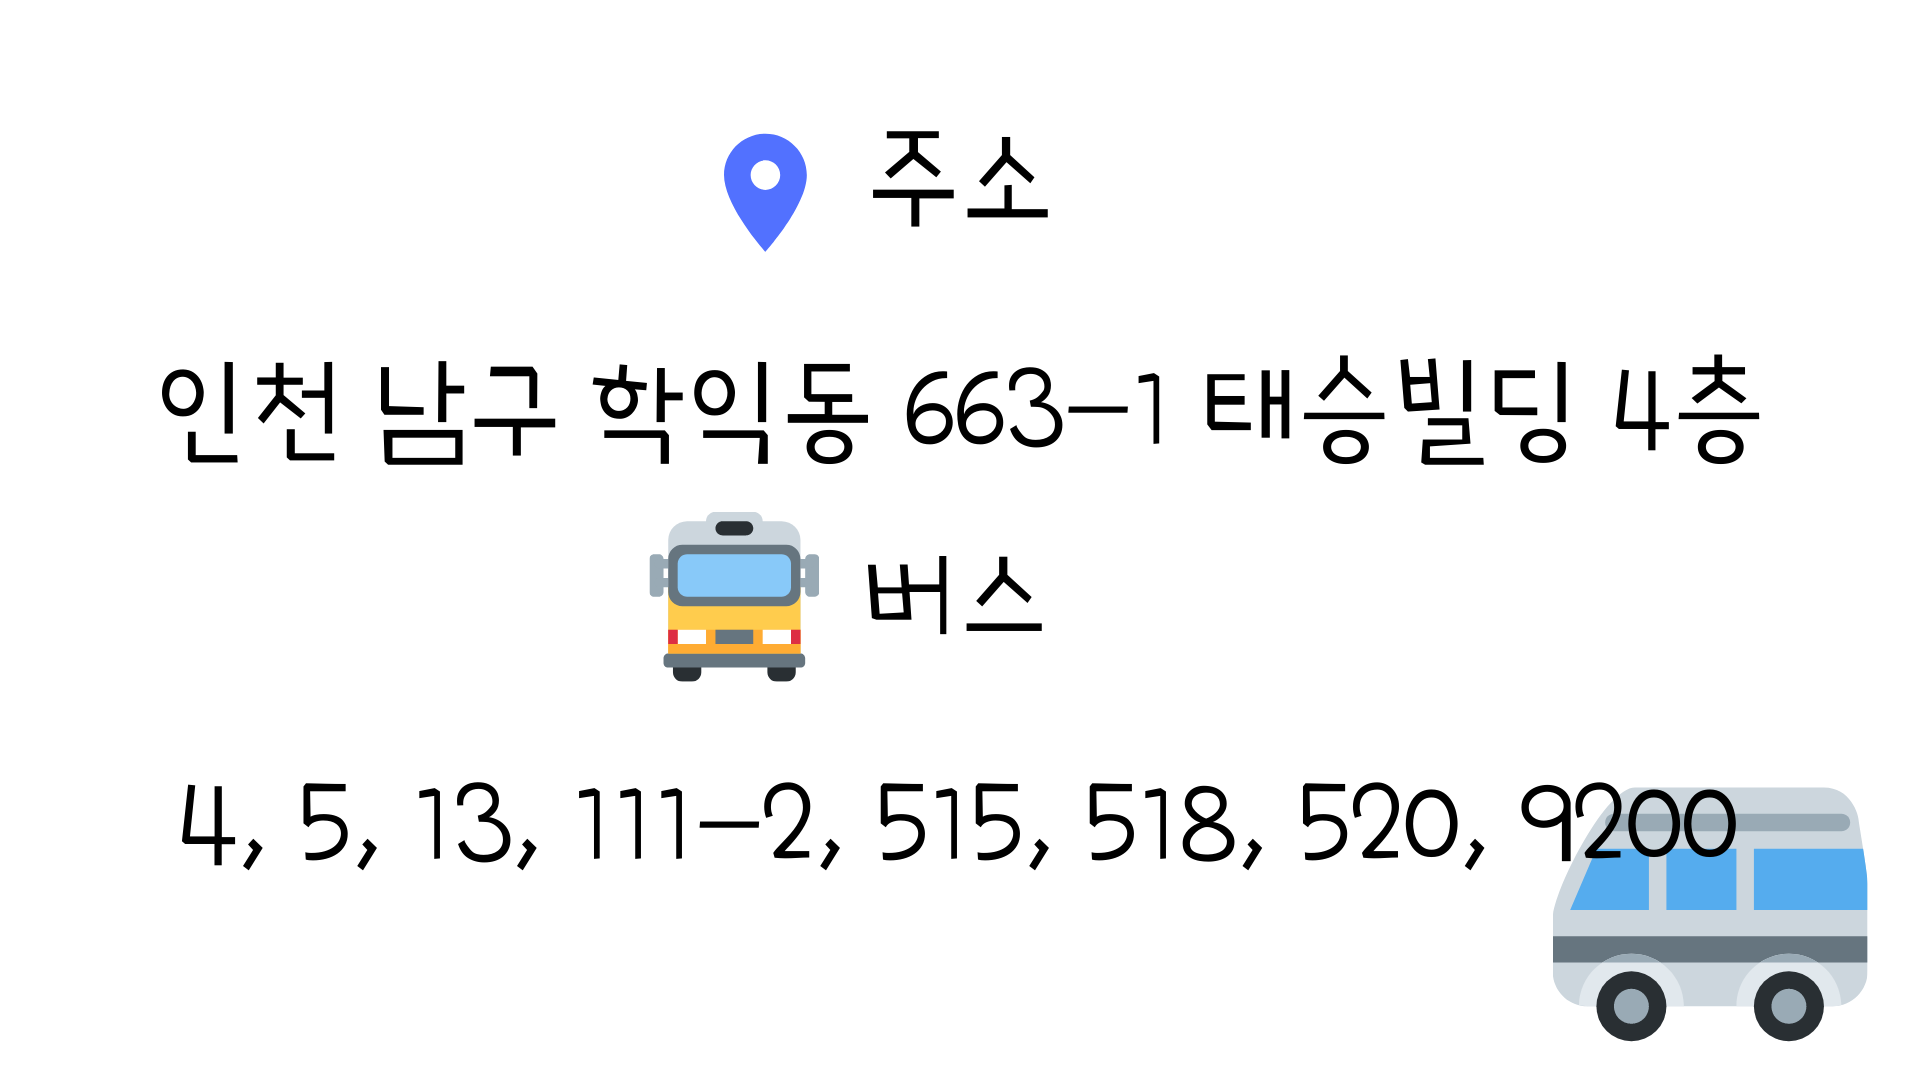 주소
인천 남구 학익동 663-1 태승빌딩 4층
버스
4, 5, 13, 111-2, 515, 518, 520, 9200